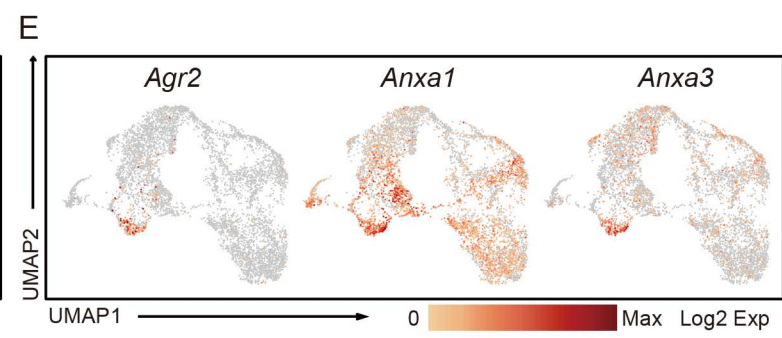 E
Agr2 Anxa1 Anxa3
UMAP2
UMAP1
0 Max Log2 Exp